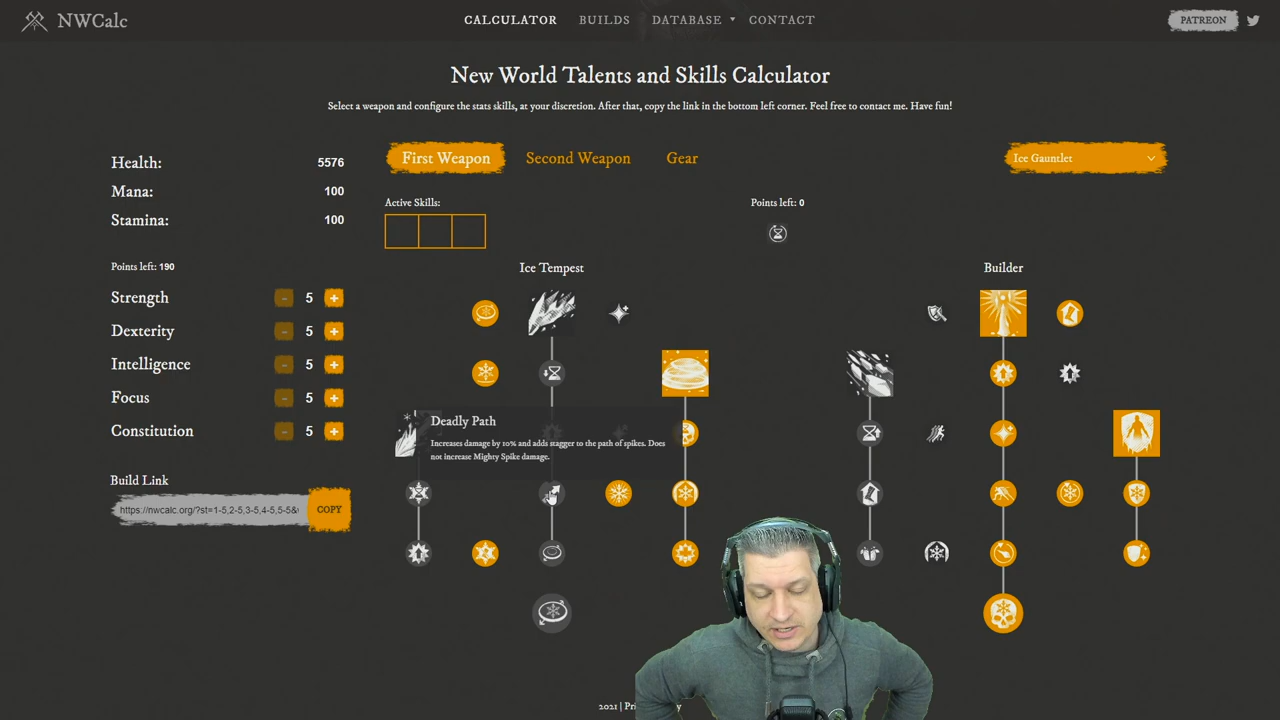 NWCalc
CALCULATOR
BUILDS
DATABASE
CONTACT
PATREON
New World Talents and Skills Calculator
Select a weapon and configure the stats skills, at your discretion. After that, copy the link in the bottom left corner. Feel free to contact me. Have fun!
Health: 5576
Mana: 100
Stamina: 100
Points left: 190
Strength - 5 +
Dexterity - 5 +
Intelligence - 5 +
Focus - 5 +
Constitution - 5 +
Build Link
https://nwcalc.org/?st=1-5,2-5,3-5,4-5,5-5&
COPY
First Weapon
Second Weapon
Gear
Ice Gauntlet
Active Skills:
Points left: 0
Ice Tempest
Builder
Deadly Path
Increases damage by 10% and adds stagger to the path of spikes. Does
not increase Mighty Spike damage.
2021 |